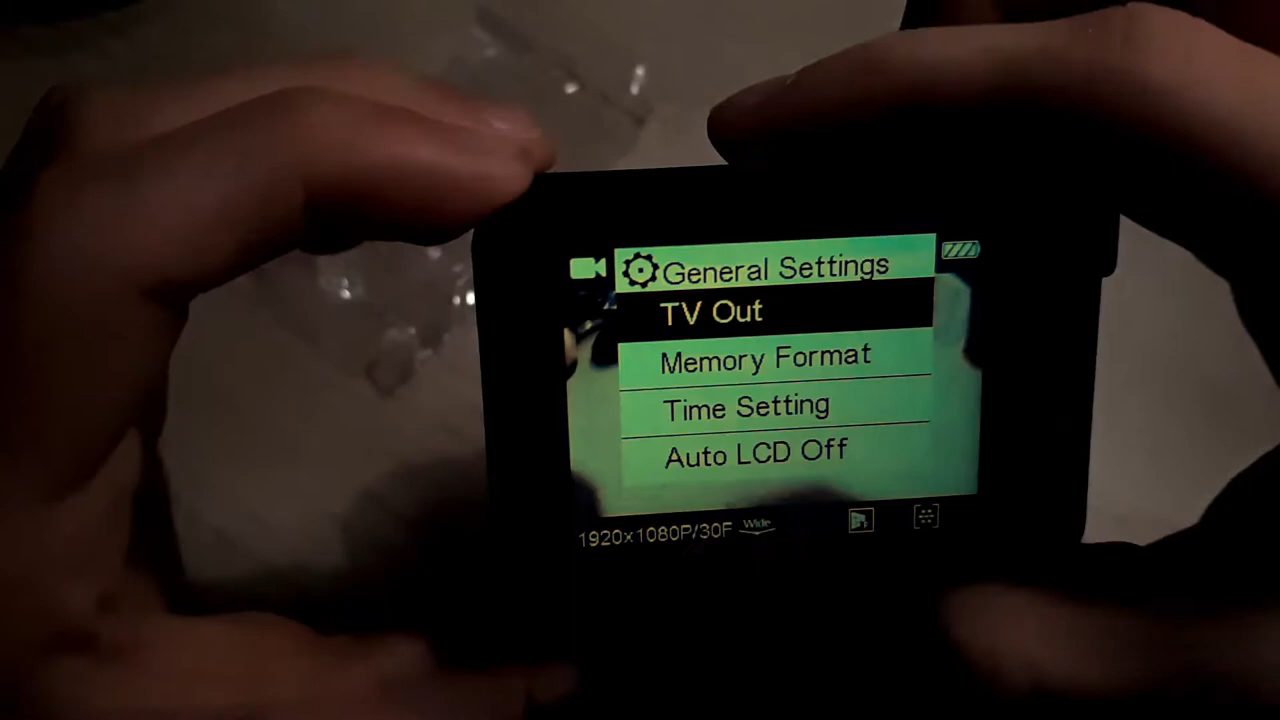 General Settings
TV Out
Memory Format
Time Setting
Auto LCD Off
1920x1080P/30F Wide